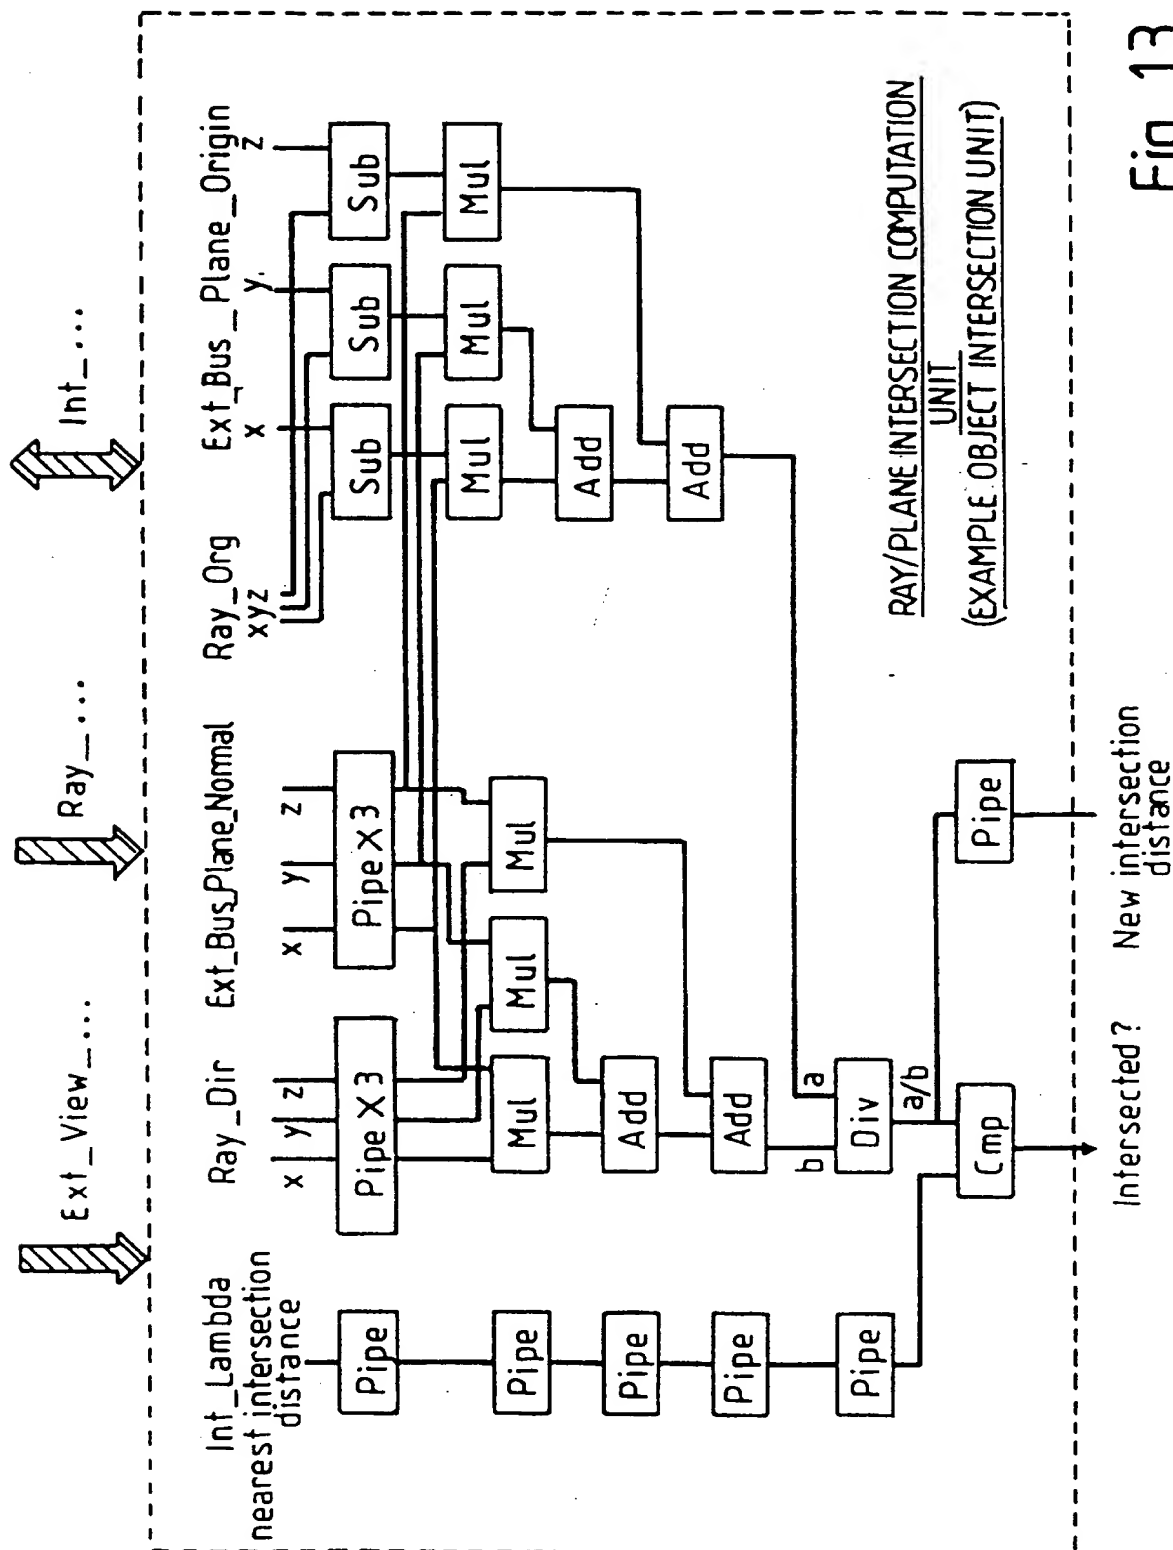 Ext_View_...
Ray_...
Int_...
Int_Lambda
nearest intersection
distance
Ray_Dir
x y z
Ext_Bus_Plane_Normal
x y z
Ray_Org
xyz
Ext_Bus_Plane_Origin
x y z
Pipe
Pipe X 3
Pipe X 3
Sub
Sub
Sub
Pipe
Mul
Mul
Mul
Mul
Mul
Mul
Pipe
Add
Add
Pipe
Add
Add
b a
Pipe
Div
a/b
Cmp
Pipe
RAY/PLANE INTERSECTION COMPUTATION
UNIT
(EXAMPLE OBJECT INTERSECTION UNIT)
Intersected?
New intersection
distance
Fig. 13